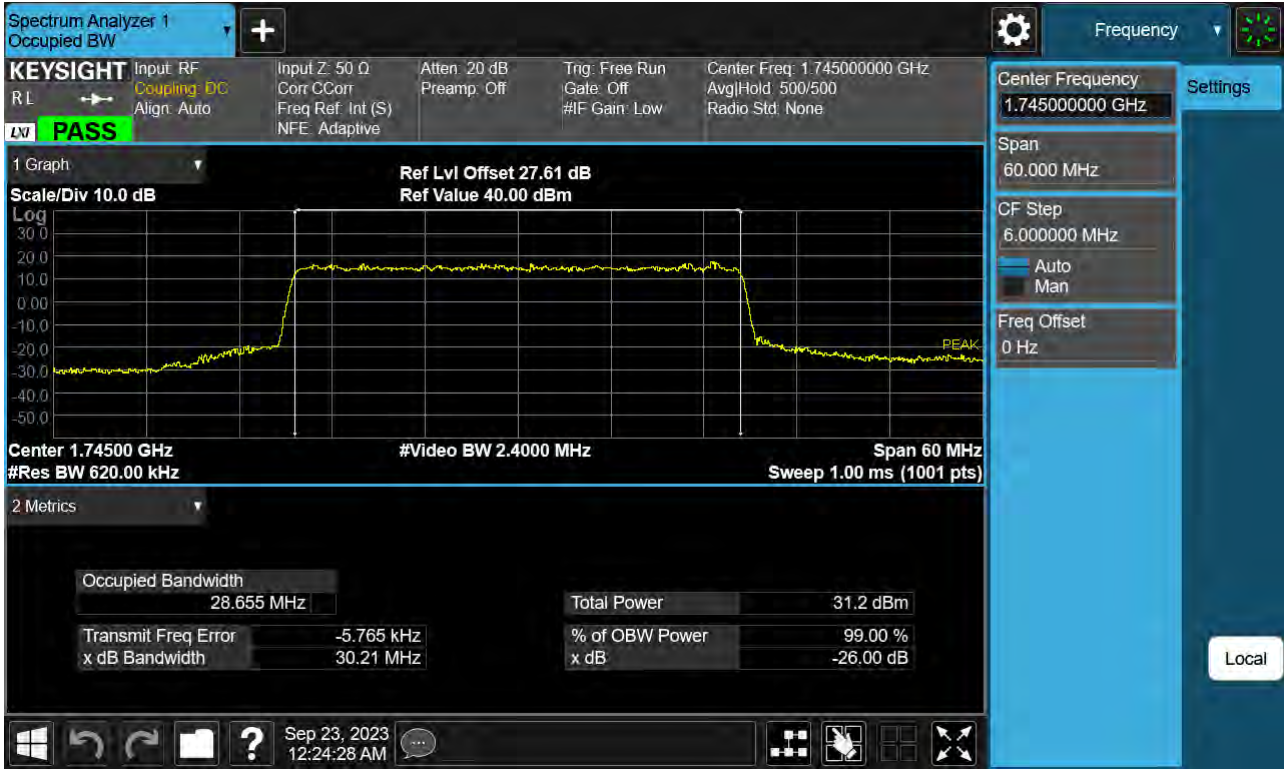 Spectrum Analyzer 1
Occupied BW
Frequency
KEYSIGHT
RL
LXI
PASS
Input: RF
Coupling: DC
Align: Auto
Input Z: 50 Ω
Corr CCorr
Freq Ref: Int (S)
NFE: Adaptive
Atten: 20 dB
Preamp: Off
Trig: Free Run
Gate: Off
#IF Gain: Low
Center Freq: 1.745000000 GHz
Avg|Hold: 500/500
Radio Std: None
1 Graph
Scale/Div 10.0 dB
Ref Lvl Offset 27.61 dB
Ref Value 40.00 dBm
Log
30.0
20.0
10.0
0.00
-10.0
-20.0
-30.0
-40.0
-50.0
PEAK
Center 1.74500 GHz
#Video BW 2.4000 MHz
Span 60 MHz
#Res BW 620.00 kHz
Sweep 1.00 ms (1001 pts)
2 Metrics
Occupied Bandwidth
28.655 MHz
Total Power 31.2 dBm
Transmit Freq Error -5.765 kHz
% of OBW Power 99.00 %
x dB Bandwidth 30.21 MHz
x dB -26.00 dB
Center Frequency
1.745000000 GHz
Settings
Span
60.000 MHz
CF Step
6.000000 MHz
Auto
Man
Freq Offset
0 Hz
Local
?
Sep 23, 2023
12:24:28 AM